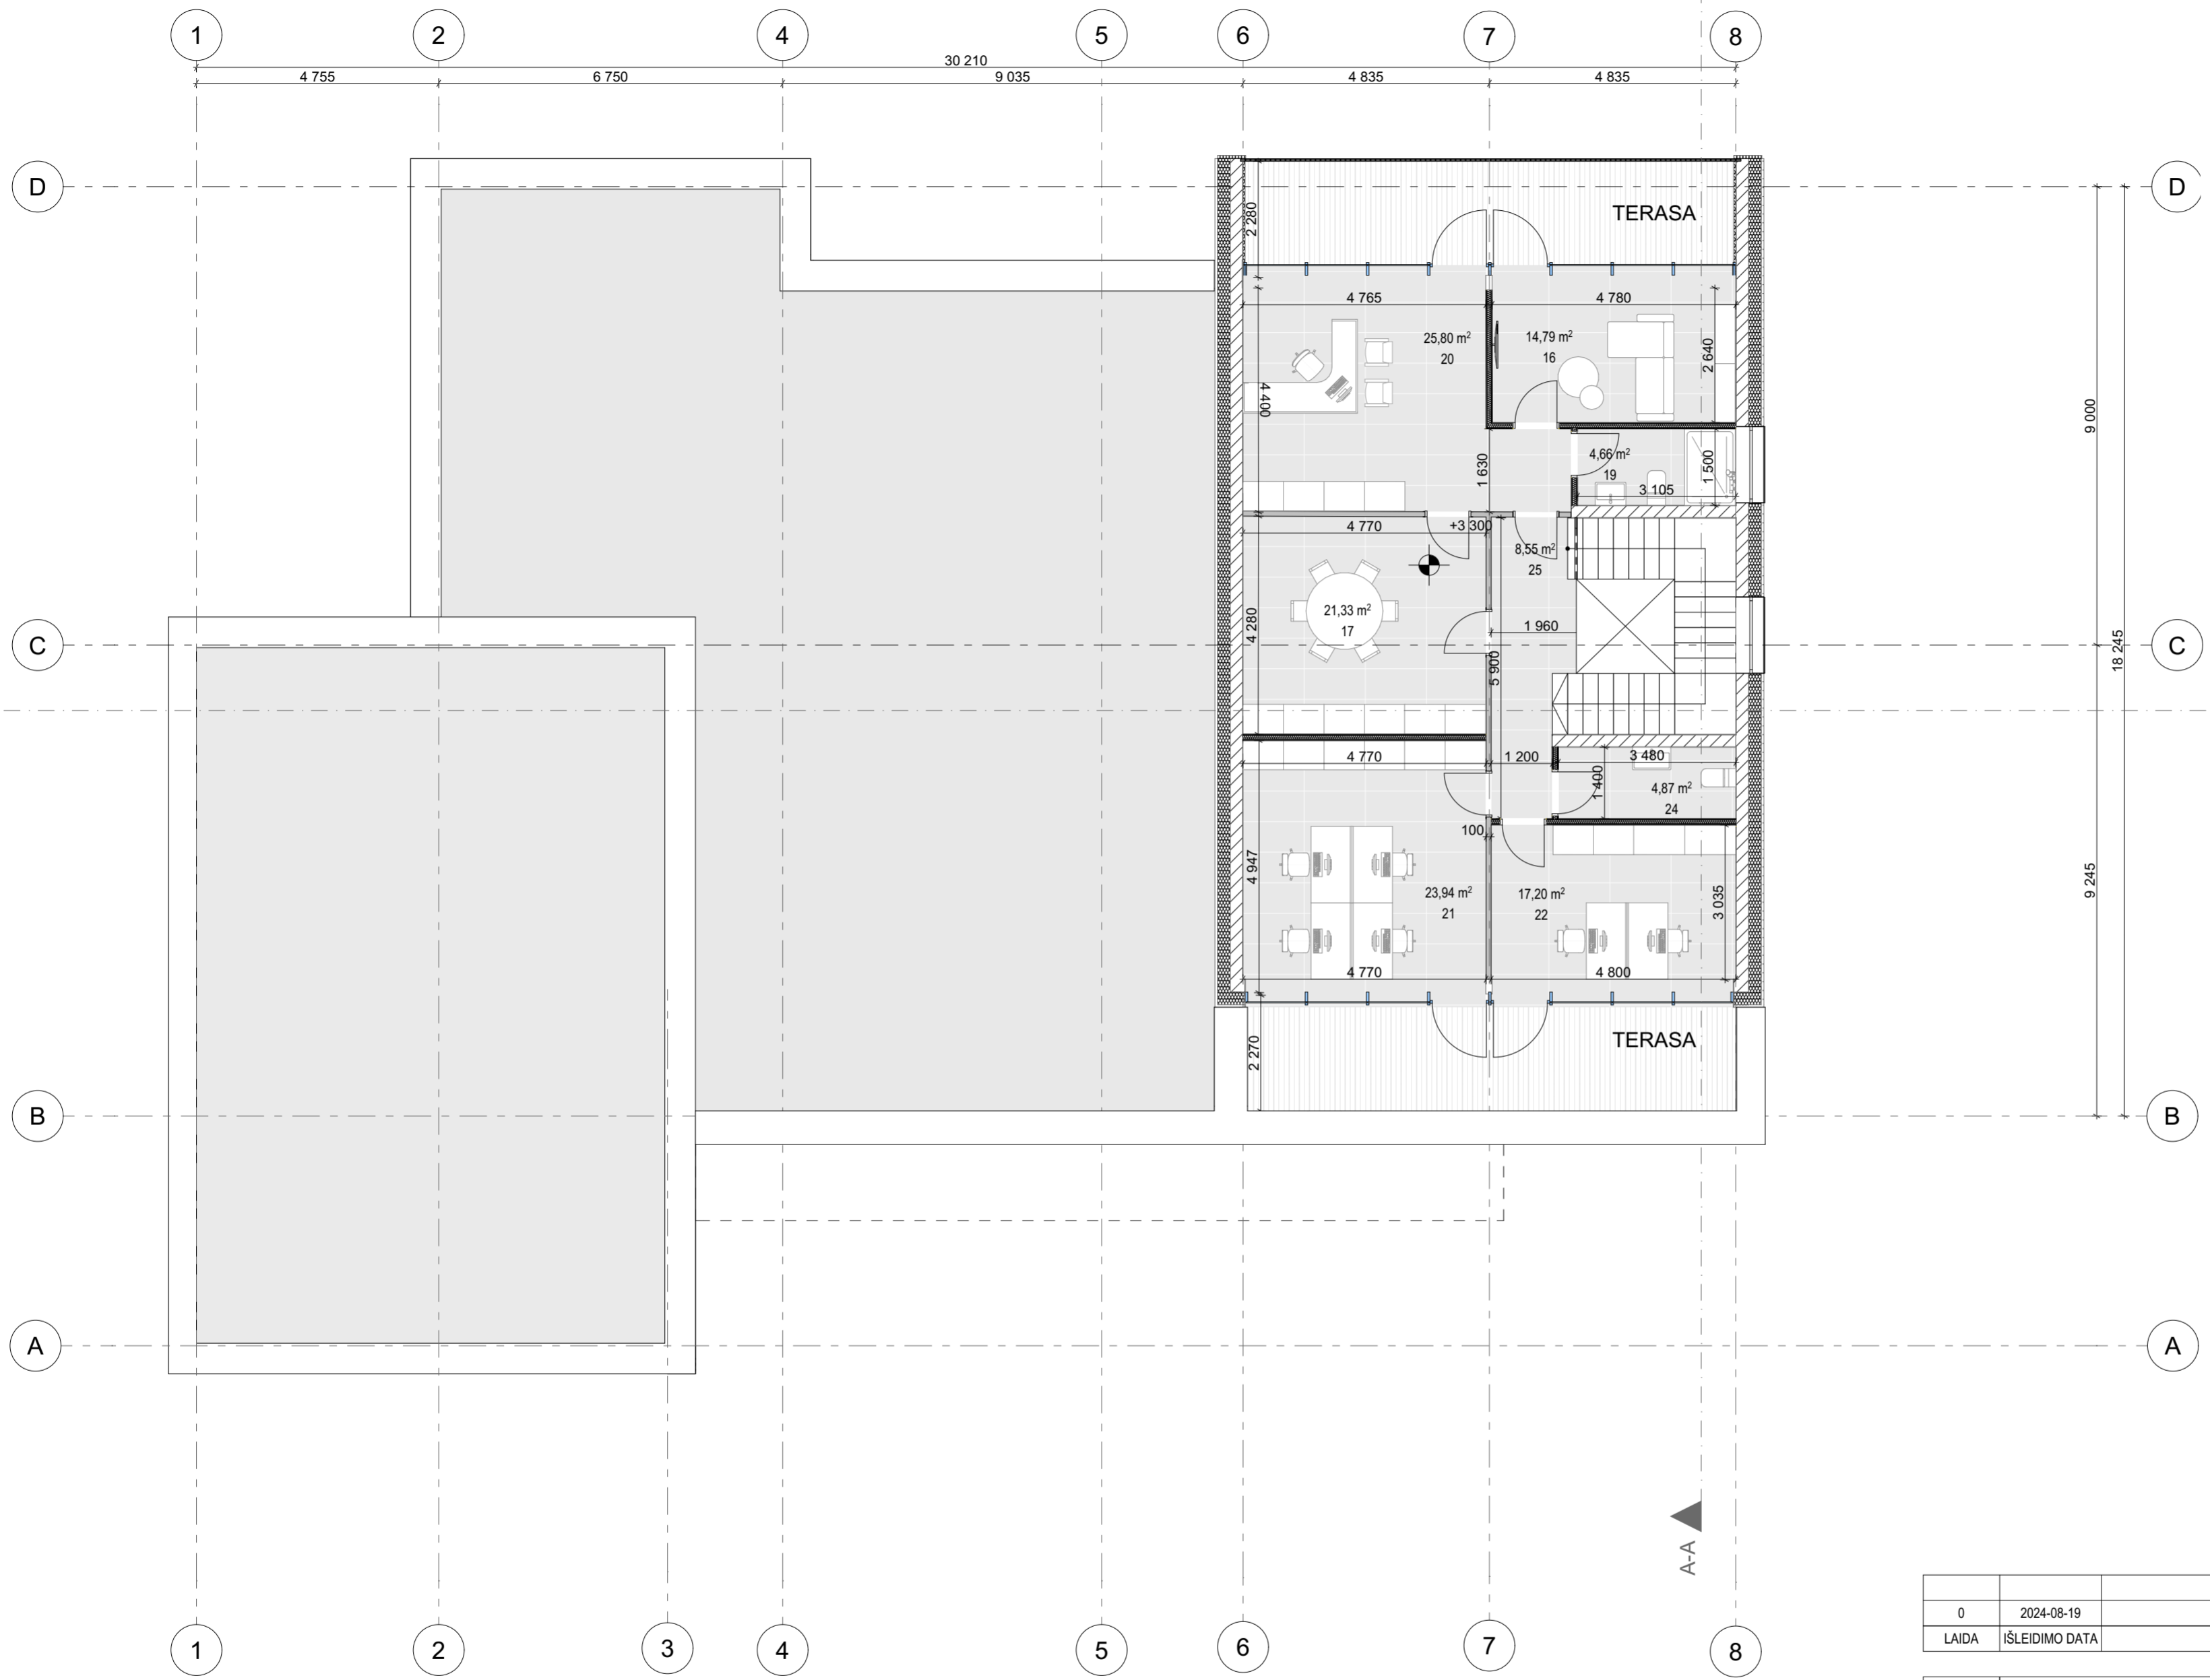 1 2 4 5 6 7 8
30 210
4 755 6 750 9 035 4 835 4 835
D D
TERASA
2 280
4 765 4 780
25,80 m²
20
14,79 m²
16
2 640
4 400
9 000
1 630
4,66 m²
19
1 500
3 105
4 770
+3 300
8,55 m²
25
21,33 m²
17
4 280
1 960
5 900
C C
18 245
4 770 1 200 3 480
1 400
4,87 m²
24
100
4 947
23,94 m²
21
17,20 m²
22
3 035
9 245
4 770 4 800
TERASA
2 270
B B
A A
A-A
0 2024-08-19
LAIDA IŠLEIDIMO DATA
1 2 3 4 5 6 7 8